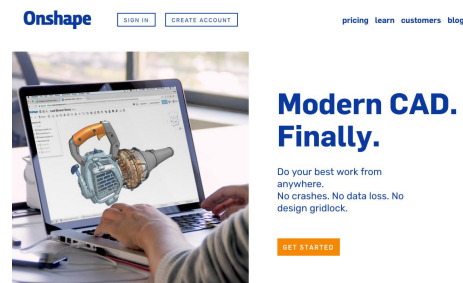 Onshape
SIGN IN
CREATE ACCOUNT
pricing learn customers blog
Modern CAD.
Finally.
Do your best work from
anywhere.
No crashes. No data loss. No
design gridlock.
GET STARTED